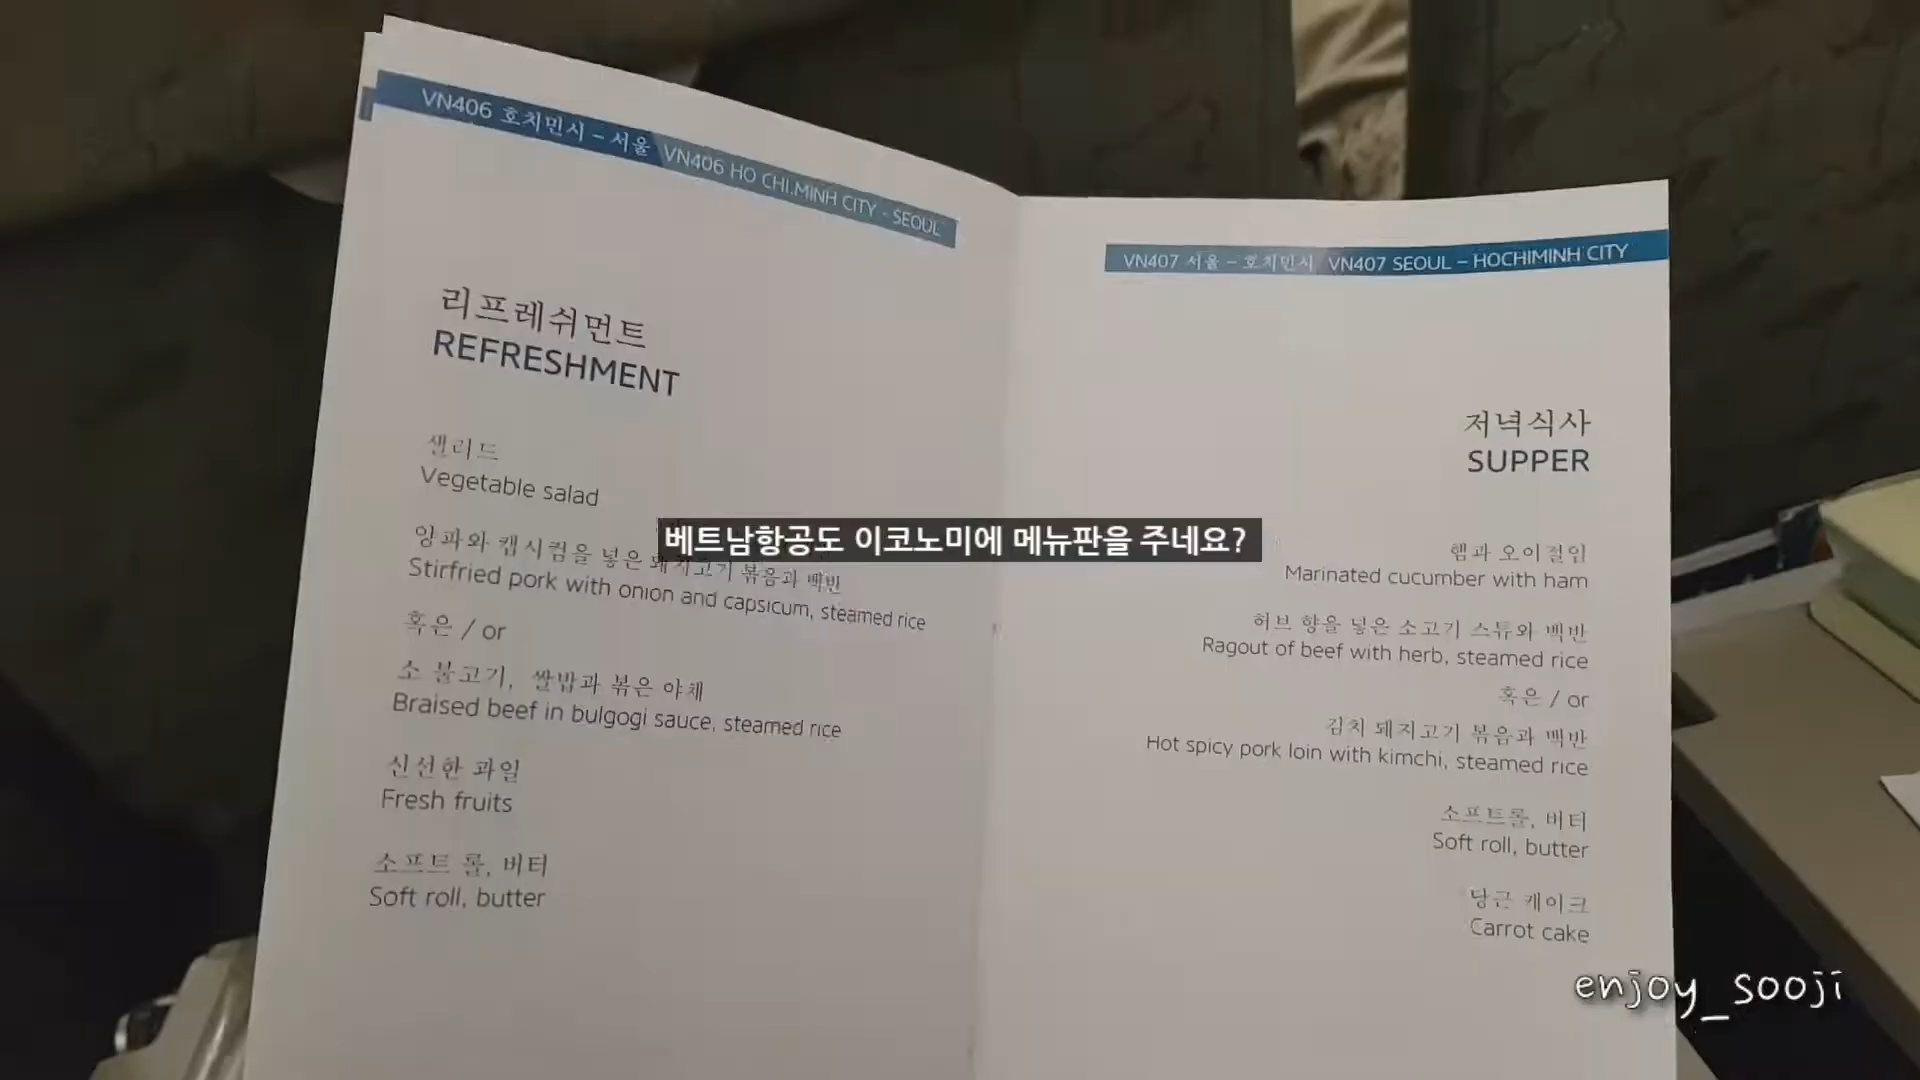 VN406 호치민시 – 서울 VN406 HO CHI.MINH CITY - SEOUL
리프레쉬먼트
REFRESHMENT
샐러드
Vegetable salad
양파와 캡시컴을 넣은 돼지고기 볶음과 백반
Stirfried pork with onion and capsicum, steamed rice
혹은 / or
소 불고기, 쌀밥과 볶은 야채
Braised beef in bulgogi sauce, steamed rice
신선한 과일
Fresh fruits
소프트 롤, 버터
Soft roll, butter
베트남항공도 이코노미에 메뉴판을 주네요?
VN407 서울 – 호치민시 VN407 SEOUL – HOCHIMINH CITY
저녁식사
SUPPER
햄과 오이절임
Marinated cucumber with ham
허브 향을 넣은 소고기 스튜와 백반
Ragout of beef with herb, steamed rice
혹은 / or
김치 돼지고기 볶음과 백반
Hot spicy pork loin with kimchi, steamed rice
소프트롤, 버터
Soft roll, butter
당근 케이크
Carrot cake
enjoy_sooji